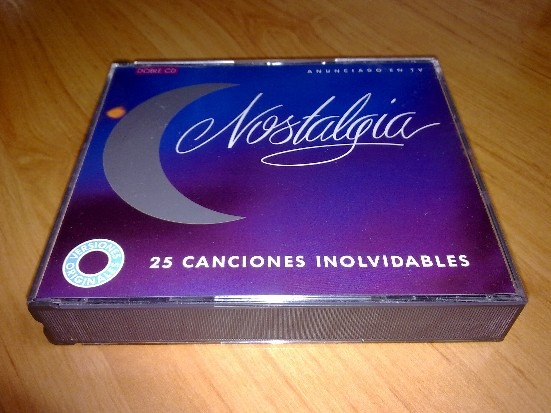 DOBLE CD
ANUNCIADO EN TV
Nostalgia
VERSIONES
ORIGINALES
25 CANCIONES INOLVIDABLES